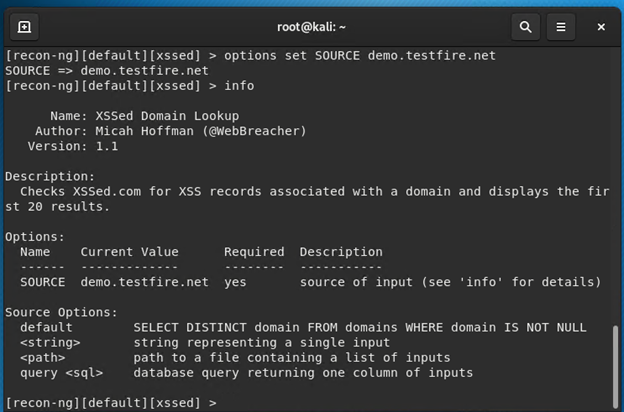 root@kali: ~
[recon-ng][default][xssed] > options set SOURCE demo.testfire.net
SOURCE => demo.testfire.net
[recon-ng][default][xssed] > info
Name: XSSed Domain Lookup
Author: Micah Hoffman (@WebBreacher)
Version: 1.1
Description:
Checks XSSed.com for XSS records associated with a domain and displays the fir
st 20 results.
Options:
Name Current Value Required Description
------ ------------- -------- -----------
SOURCE demo.testfire.net yes source of input (see 'info' for details)
Source Options:
default SELECT DISTINCT domain FROM domains WHERE domain IS NOT NULL
<string> string representing a single input
<path> path to a file containing a list of inputs
query <sql> database query returning one column of inputs
[recon-ng][default][xssed] >